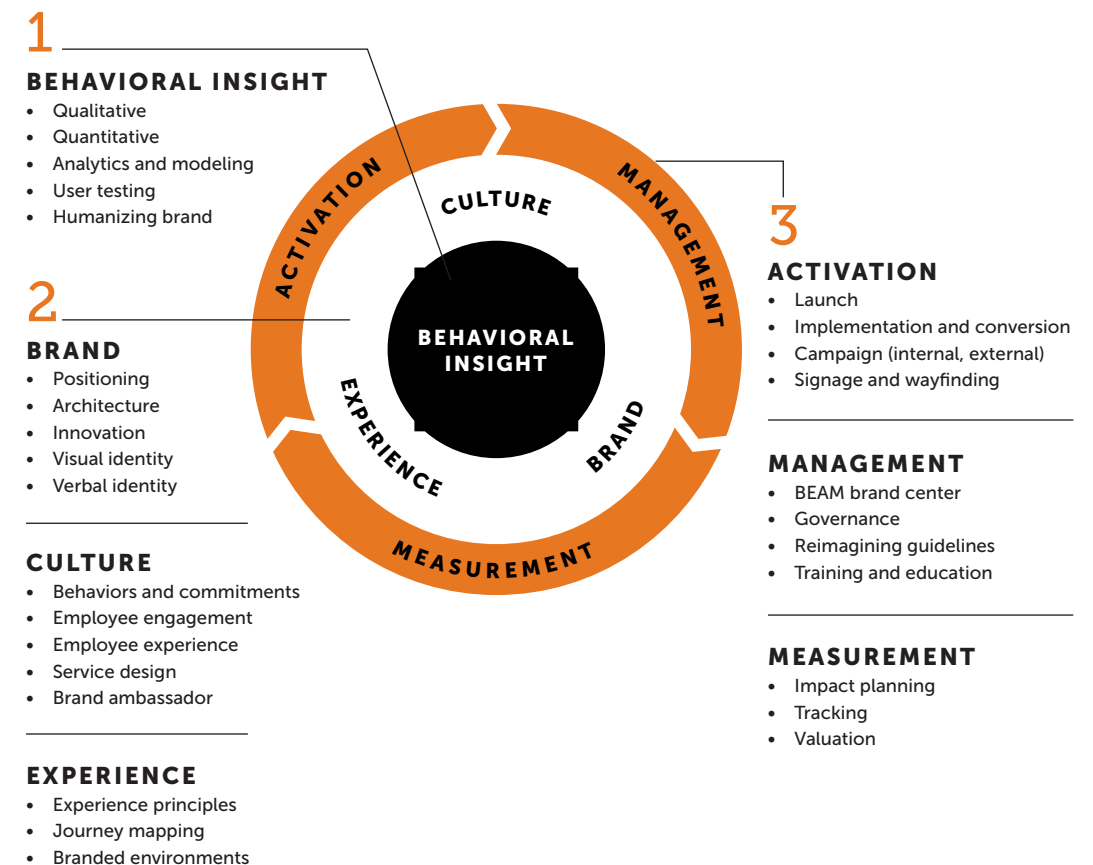 1
BEHAVIORAL INSIGHT
• Qualitative
• Quantitative
• Analytics and modeling
• User testing
• Humanizing brand
2
BRAND
• Positioning
• Architecture
• Innovation
• Visual identity
• Verbal identity
CULTURE
• Behaviors and commitments
• Employee engagement
• Employee experience
• Service design
• Brand ambassador
EXPERIENCE
• Experience principles
• Journey mapping
• Branded environments
ACTIVATION
MANAGEMENT
MEASUREMENT
CULTURE
BRAND
EXPERIENCE
BEHAVIORAL
INSIGHT
3
ACTIVATION
• Launch
• Implementation and conversion
• Campaign (internal, external)
• Signage and wayfinding
MANAGEMENT
• BEAM brand center
• Governance
• Reimagining guidelines
• Training and education
MEASUREMENT
• Impact planning
• Tracking
• Valuation